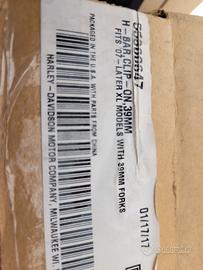 H-BAR CLIP-ON,39MM
FITS '07-LATER XL MODELS WITH 39MM FORKS
PACKAGED IN THE U.S.A. WITH PARTS FROM CHINA
01/17/17
HARLEY-DAVIDSON MOTOR COMPANY, MILWAUKEE WI
subito